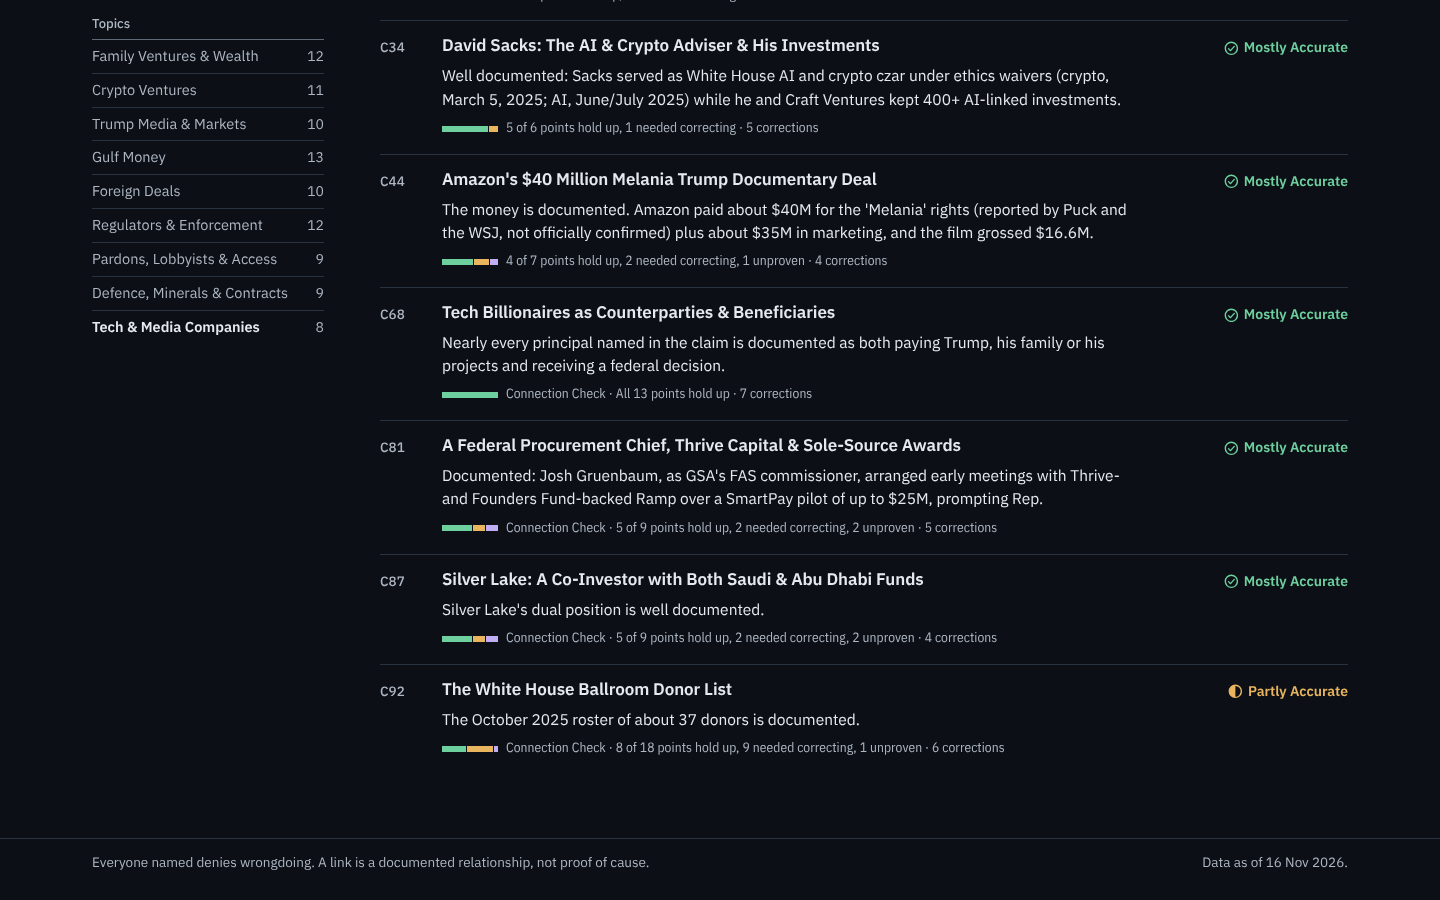 Topics
Family Ventures & Wealth 12
Crypto Ventures 11
Trump Media & Markets 10
Gulf Money 13
Foreign Deals 10
Regulators & Enforcement 12
Pardons, Lobbyists & Access 9
Defence, Minerals & Contracts 9
Tech & Media Companies 8
C34 David Sacks: The AI & Crypto Adviser & His Investments Mostly Accurate
Well documented: Sacks served as White House AI and crypto czar under ethics waivers (crypto,
March 5, 2025; AI, June/July 2025) while he and Craft Ventures kept 400+ AI-linked investments.
5 of 6 points hold up, 1 needed correcting · 5 corrections
C44 Amazon's $40 Million Melania Trump Documentary Deal Mostly Accurate
The money is documented. Amazon paid about $40M for the 'Melania' rights (reported by Puck and
the WSJ, not officially confirmed) plus about $35M in marketing, and the film grossed $16.6M.
4 of 7 points hold up, 2 needed correcting, 1 unproven · 4 corrections
C68 Tech Billionaires as Counterparties & Beneficiaries Mostly Accurate
Nearly every principal named in the claim is documented as both paying Trump, his family or his
projects and receiving a federal decision.
Connection Check · All 13 points hold up · 7 corrections
C81 A Federal Procurement Chief, Thrive Capital & Sole-Source Awards Mostly Accurate
Documented: Josh Gruenbaum, as GSA's FAS commissioner, arranged early meetings with Thrive-
and Founders Fund-backed Ramp over a SmartPay pilot of up to $25M, prompting Rep.
Connection Check · 5 of 9 points hold up, 2 needed correcting, 2 unproven · 5 corrections
C87 Silver Lake: A Co-Investor with Both Saudi & Abu Dhabi Funds Mostly Accurate
Silver Lake's dual position is well documented.
Connection Check · 5 of 9 points hold up, 2 needed correcting, 2 unproven · 4 corrections
C92 The White House Ballroom Donor List Partly Accurate
The October 2025 roster of about 37 donors is documented.
Connection Check · 8 of 18 points hold up, 9 needed correcting, 1 unproven · 6 corrections
Everyone named denies wrongdoing. A link is a documented relationship, not proof of cause.
Data as of 16 Nov 2026.